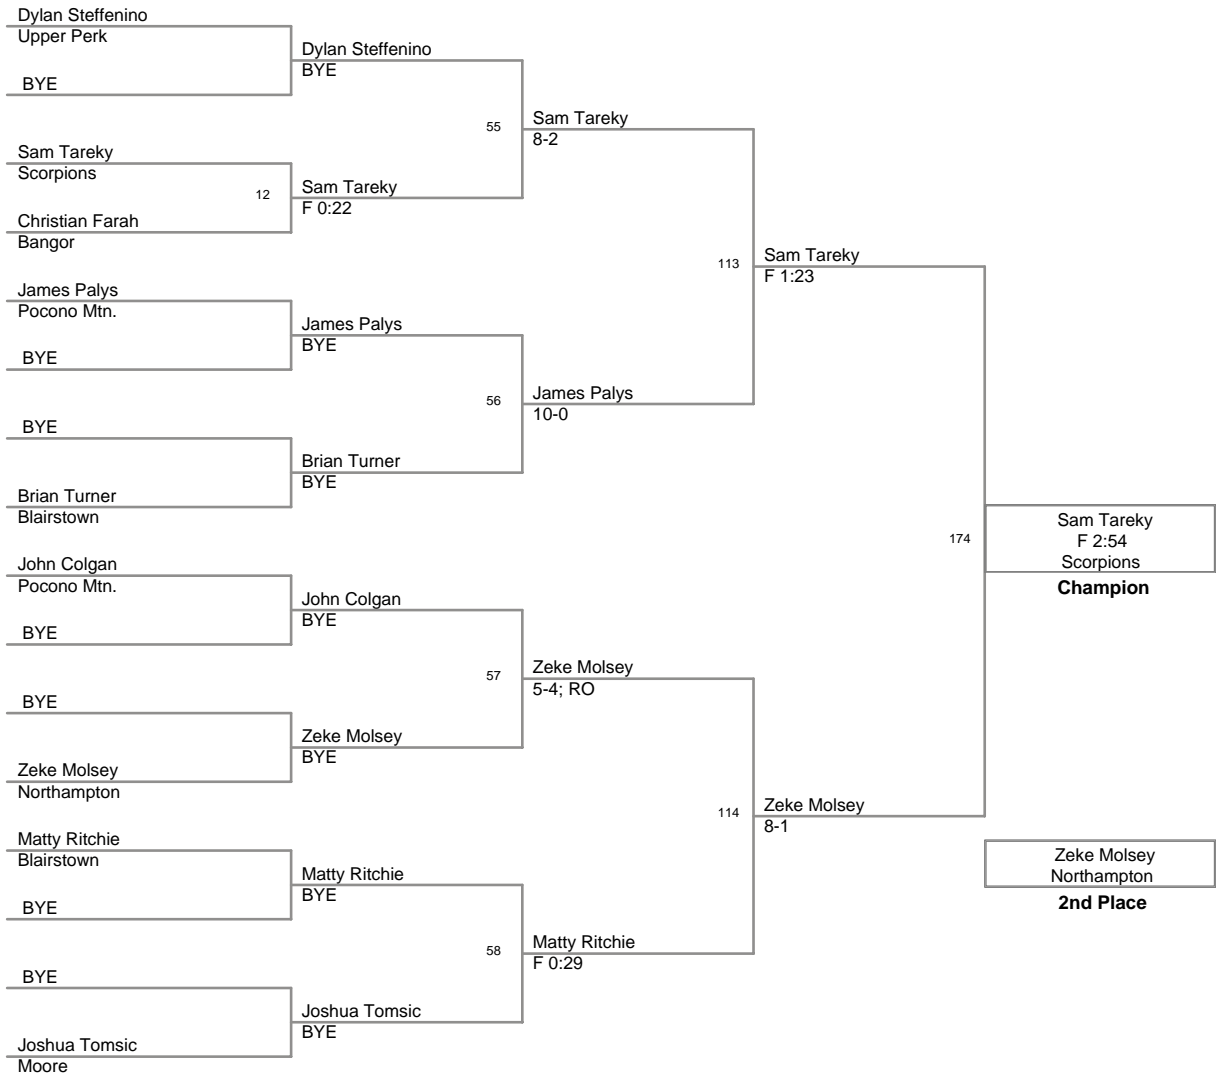 Dylan Steffenino
Upper Perk
BYE
Sam Tareky
Scorpions
12
Christian Farah
Bangor
James Palys
Pocono Mtn.
BYE
BYE
Brian Turner
Blairstown
John Colgan
Pocono Mtn.
BYE
BYE
Zeke Molsey
Northampton
Matty Ritchie
Blairstown
BYE
BYE
Joshua Tomsic
Moore
Dylan Steffenino
BYE
55
Sam Tareky
F 0:22
James Palys
BYE
56
Brian Turner
BYE
John Colgan
BYE
57
Zeke Molsey
BYE
Matty Ritchie
BYE
58
Joshua Tomsic
BYE
Sam Tareky
8-2
113
James Palys
10-0
Zeke Molsey
5-4; RO
114
Matty Ritchie
F 0:29
Sam Tareky
F 1:23
174
Zeke Molsey
8-1
Sam Tareky
F 2:54
Scorpions
Champion
Zeke Molsey
Northampton
2nd Place